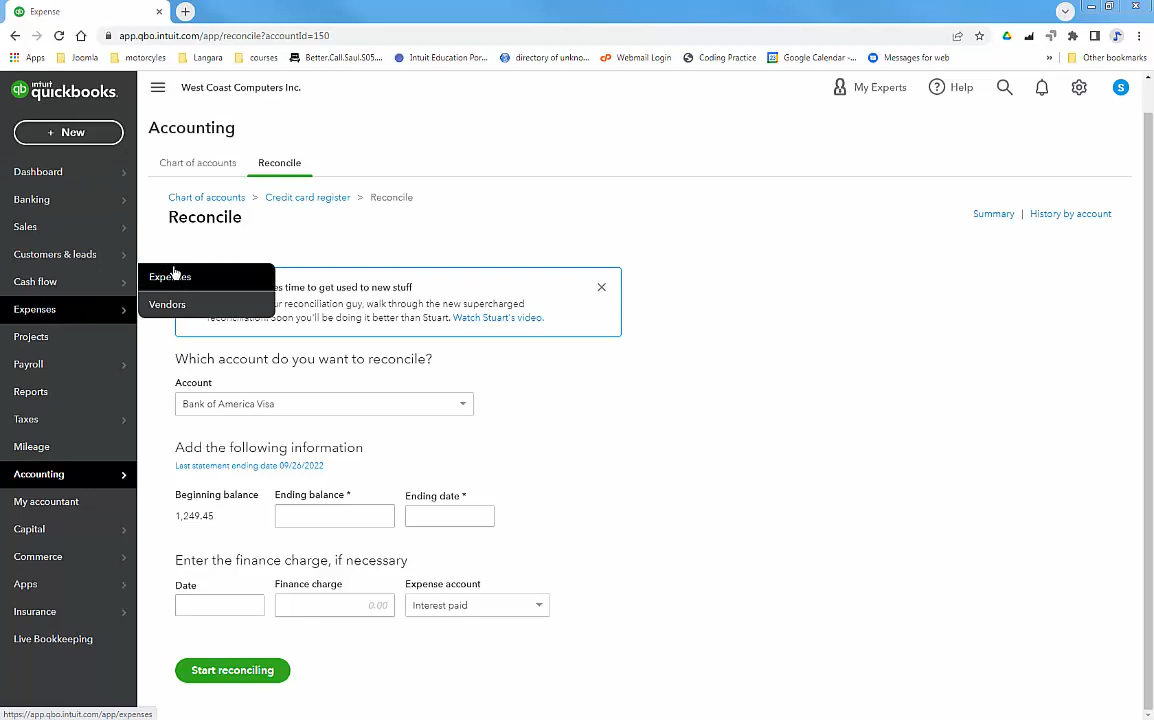 Expense
app.qbo.intuit.com/app/reconcile?accountId=150
Apps Joomla motorcyles Langara courses Better.Call.Saul.S05.... Intuit Education Por... directory of unkno... Webmail Login Coding Practice Google Calendar -... Messages for web » Other bookmarks
intuit quickbooks.
West Coast Computers Inc.
My Experts
Help
S
+ New
Dashboard
Banking
Sales
Customers & leads
Cash flow
Expenses
Projects
Payroll
Reports
Taxes
Mileage
Accounting
My accountant
Capital
Commerce
Apps
Insurance
Live Bookkeeping
Expenses
Vendors
Accounting
Chart of accounts Reconcile
Chart of accounts > Credit card register > Reconcile
Reconcile
Summary | History by account
es time to get used to new stuff
ur reconciliation guy, walk through the new supercharged
reconciliation. Soon you'll be doing it better than Stuart. Watch Stuart's video.
Which account do you want to reconcile?
Account
Bank of America Visa
Add the following information
Last statement ending date 09/26/2022
Beginning balance Ending balance * Ending date *
1,249.45
Enter the finance charge, if necessary
Date Finance charge Expense account
0.00 Interest paid
Start reconciling
https://app.qbo.intuit.com/app/expenses